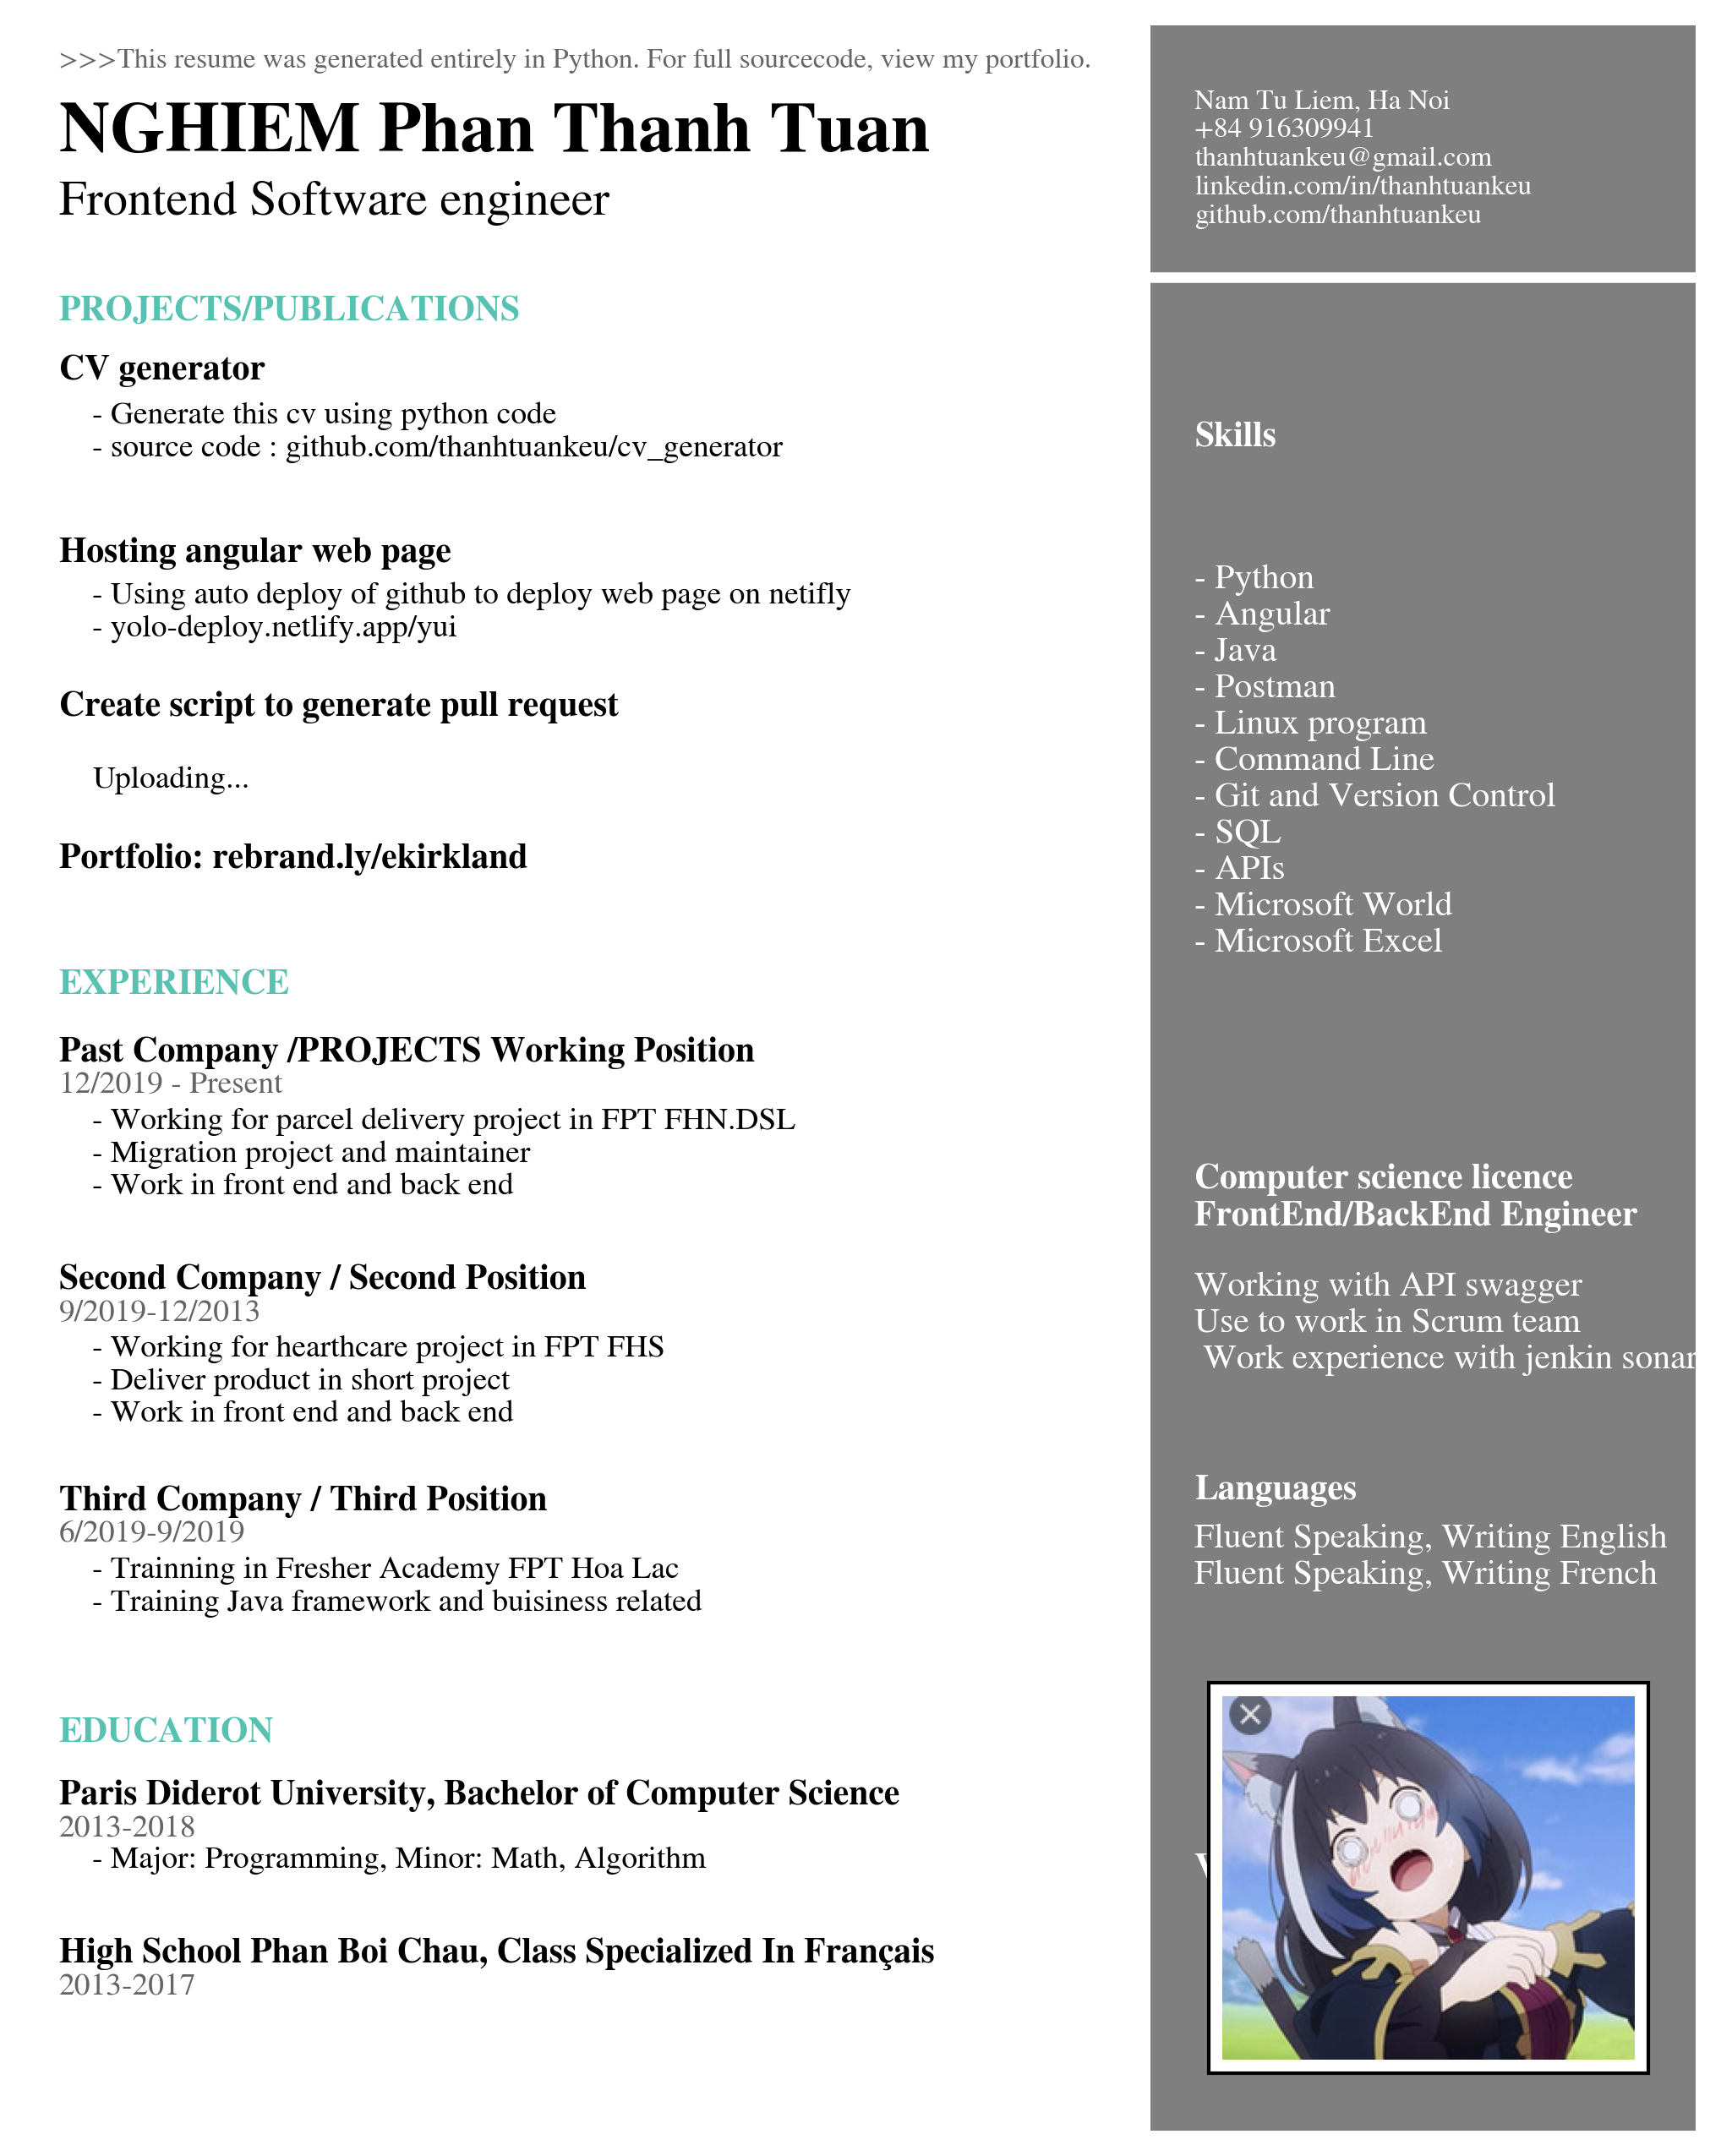 >>>This resume was generated entirely in Python. For full sourcecode, view my portfolio.
NGHIEM Phan Thanh Tuan
Frontend Software engineer
PROJECTS/PUBLICATIONS
CV generator
- Generate this cv using python code
- source code : github.com/thanhtuankeu/cv_generator
Hosting angular web page
- Using auto deploy of github to deploy web page on netifly
- yolo-deploy.netlify.app/yui
Create script to generate pull request
Uploading...
Portfolio: rebrand.ly/ekirkland
EXPERIENCE
Past Company /PROJECTS Working Position
12/2019 - Present
- Working for parcel delivery project in FPT FHN.DSL
- Migration project and maintainer
- Work in front end and back end
Second Company / Second Position
9/2019-12/2013
- Working for hearthcare project in FPT FHS
- Deliver product in short project
- Work in front end and back end
Third Company / Third Position
6/2019-9/2019
- Trainning in Fresher Academy FPT Hoa Lac
- Training Java framework and buisiness related
EDUCATION
Paris Diderot University, Bachelor of Computer Science
2013-2018
- Major: Programming, Minor: Math, Algorithm
High School Phan Boi Chau, Class Specialized In Français
2013-2017
Nam Tu Liem, Ha Noi
+84 916309941
thanhtuankeu@gmail.com
linkedin.com/in/thanhtuankeu
github.com/thanhtuankeu
Skills
- Python
- Angular
- Java
- Postman
- Linux program
- Command Line
- Git and Version Control
- SQL
- APIs
- Microsoft World
- Microsoft Excel
Computer science licence
FrontEnd/BackEnd Engineer
Working with API swagger
Use to work in Scrum team
Work experience with jenkin sonar
Languages
Fluent Speaking, Writing English
Fluent Speaking, Writing French